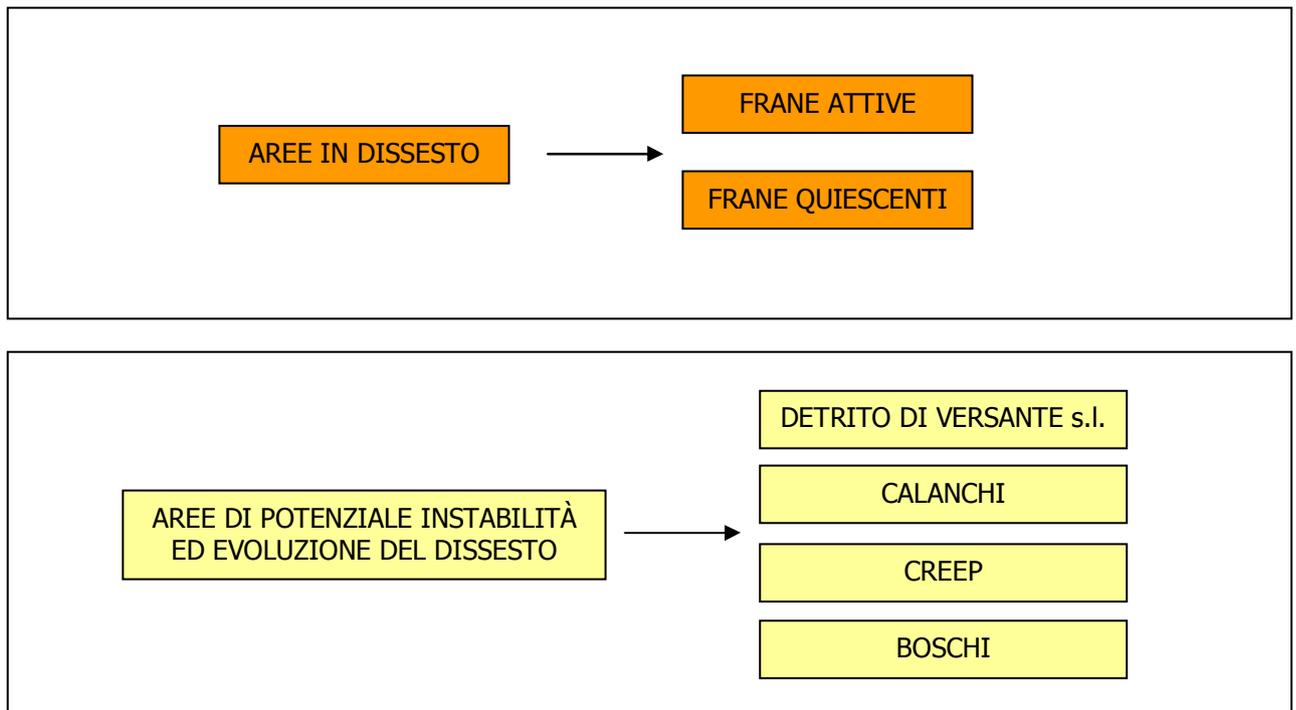 AREE IN DISSESTO
FRANE ATTIVE
FRANE QUIESCENTI
AREE DI POTENZIALE INSTABILITÀ
ED EVOLUZIONE DEL DISSESTO
DETRITO DI VERSANTE s.l.
CALANCHI
CREEP
BOSCHI